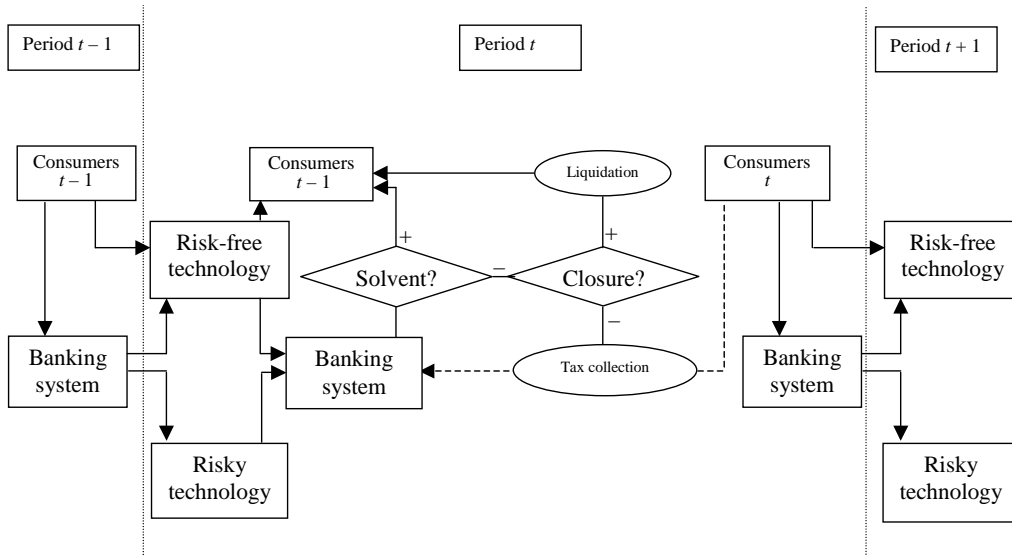 Period t – 1
Period t
Period t + 1
Consumers
t – 1
Consumers
t – 1
Liquidation
Consumers
t
Risk-free
technology
+
+
Risk-free
technology
Solvent?
–
Closure?
–
Banking
system
Banking
system
Tax collection
Banking
system
Risky
technology
Risky
technology